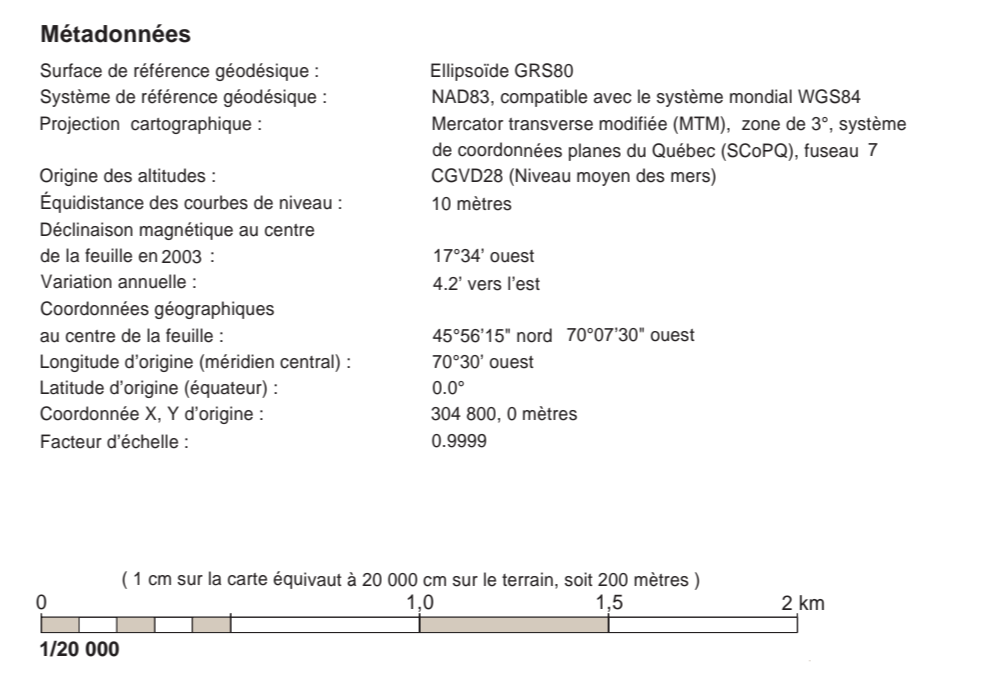 Métadonnées
Surface de référence géodésique : Ellipsoïde GRS80
Système de référence géodésique : NAD83, compatible avec le système mondial WGS84
Projection cartographique : Mercator transverse modifiée (MTM), zone de 3°, système
de coordonnées planes du Québec (SCoPQ), fuseau 7
Origine des altitudes : CGVD28 (Niveau moyen des mers)
Équidistance des courbes de niveau : 10 mètres
Déclinaison magnétique au centre
de la feuille en 2003 : 17°34’ ouest
Variation annuelle : 4.2’ vers l’est
Coordonnées géographiques
au centre de la feuille : 45°56’15" nord 70°07’30" ouest
Longitude d’origine (méridien central) : 70°30’ ouest
Latitude d’origine (équateur) : 0.0°
Coordonnée X, Y d’origine : 304 800, 0 mètres
Facteur d’échelle : 0.9999
( 1 cm sur la carte équivaut à 20 000 cm sur le terrain, soit 200 mètres )
0 1,0 1,5 2 km
1/20 000